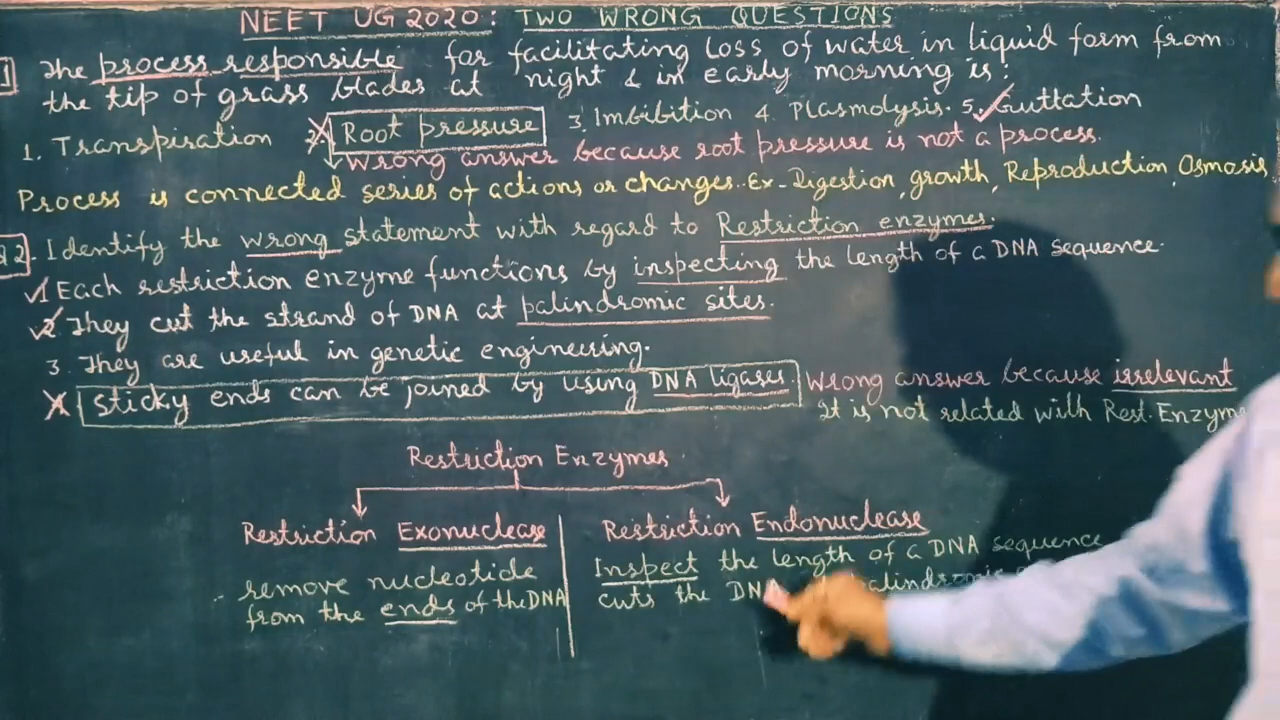 NEET UG 2020: TWO WRONG QUESTIONS
1 The process responsible for facilitating loss of water in liquid form from
the tip of grass blades at night & in early morning is:
1. Transpiration 2. Root pressure 3. Imbibition 4. Plasmolysis. 5. Guttation
Wrong answer because root pressure is not a process.
Process is connected series of actions or changes. Ex- Digestion, growth, Reproduction, Osmosis
Q2. Identify the wrong statement with regard to Restriction enzymes.
1 Each restriction enzyme functions by inspecting the length of a DNA sequence.
2. They cut the strand of DNA at palindromic sites.
3. They are useful in genetic engineering.
Sticky ends can be joined by using DNA ligases. Wrong answer because irrelevant
It is not related with Rest. Enzyme
Restriction Enzymes
Restriction Exonuclease
remove nucleotide
from the ends of the DNA
Restriction Endonuclease
Inspect the length of a DNA sequence
cuts the DNA palindromic